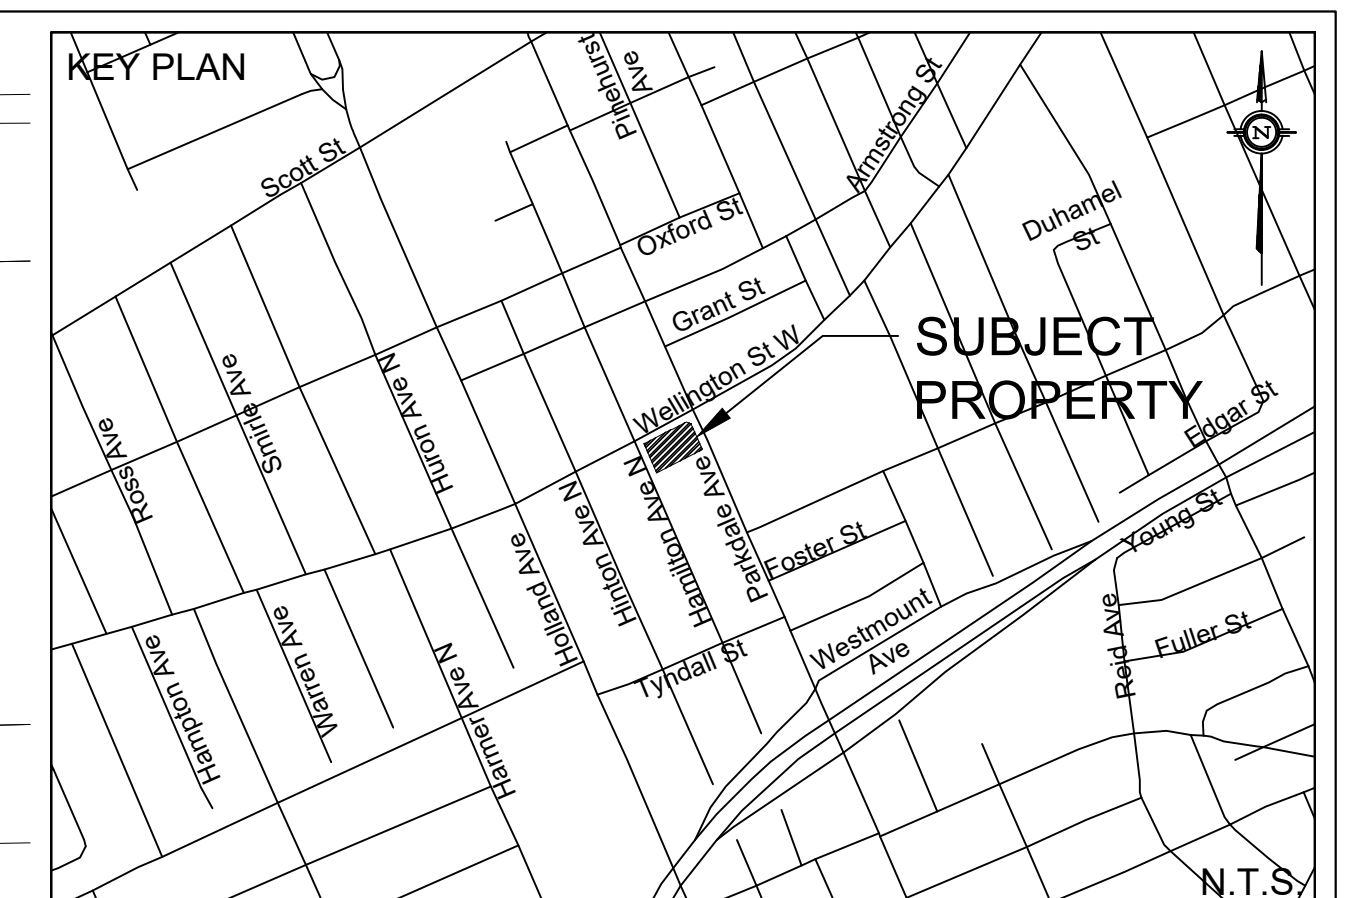 KEY PLAN
Pinehurst
Ave
Armstrong St
Scott St
N
Duhamel
St
Oxford St
Grant St
Wellington St W
SUBJECT
PROPERTY
Edgar St
Ross Ave
Smirle Ave
Huron Ave N
Hinton Ave N
Hamilton Ave N
Parkdale Ave
Holland Ave
Foster St
Young St
Westmount
Ave
Reid Ave
Fuller St
Tyndall St
Hampton Ave
Warren Ave
Harmer Ave N
N.T.S.